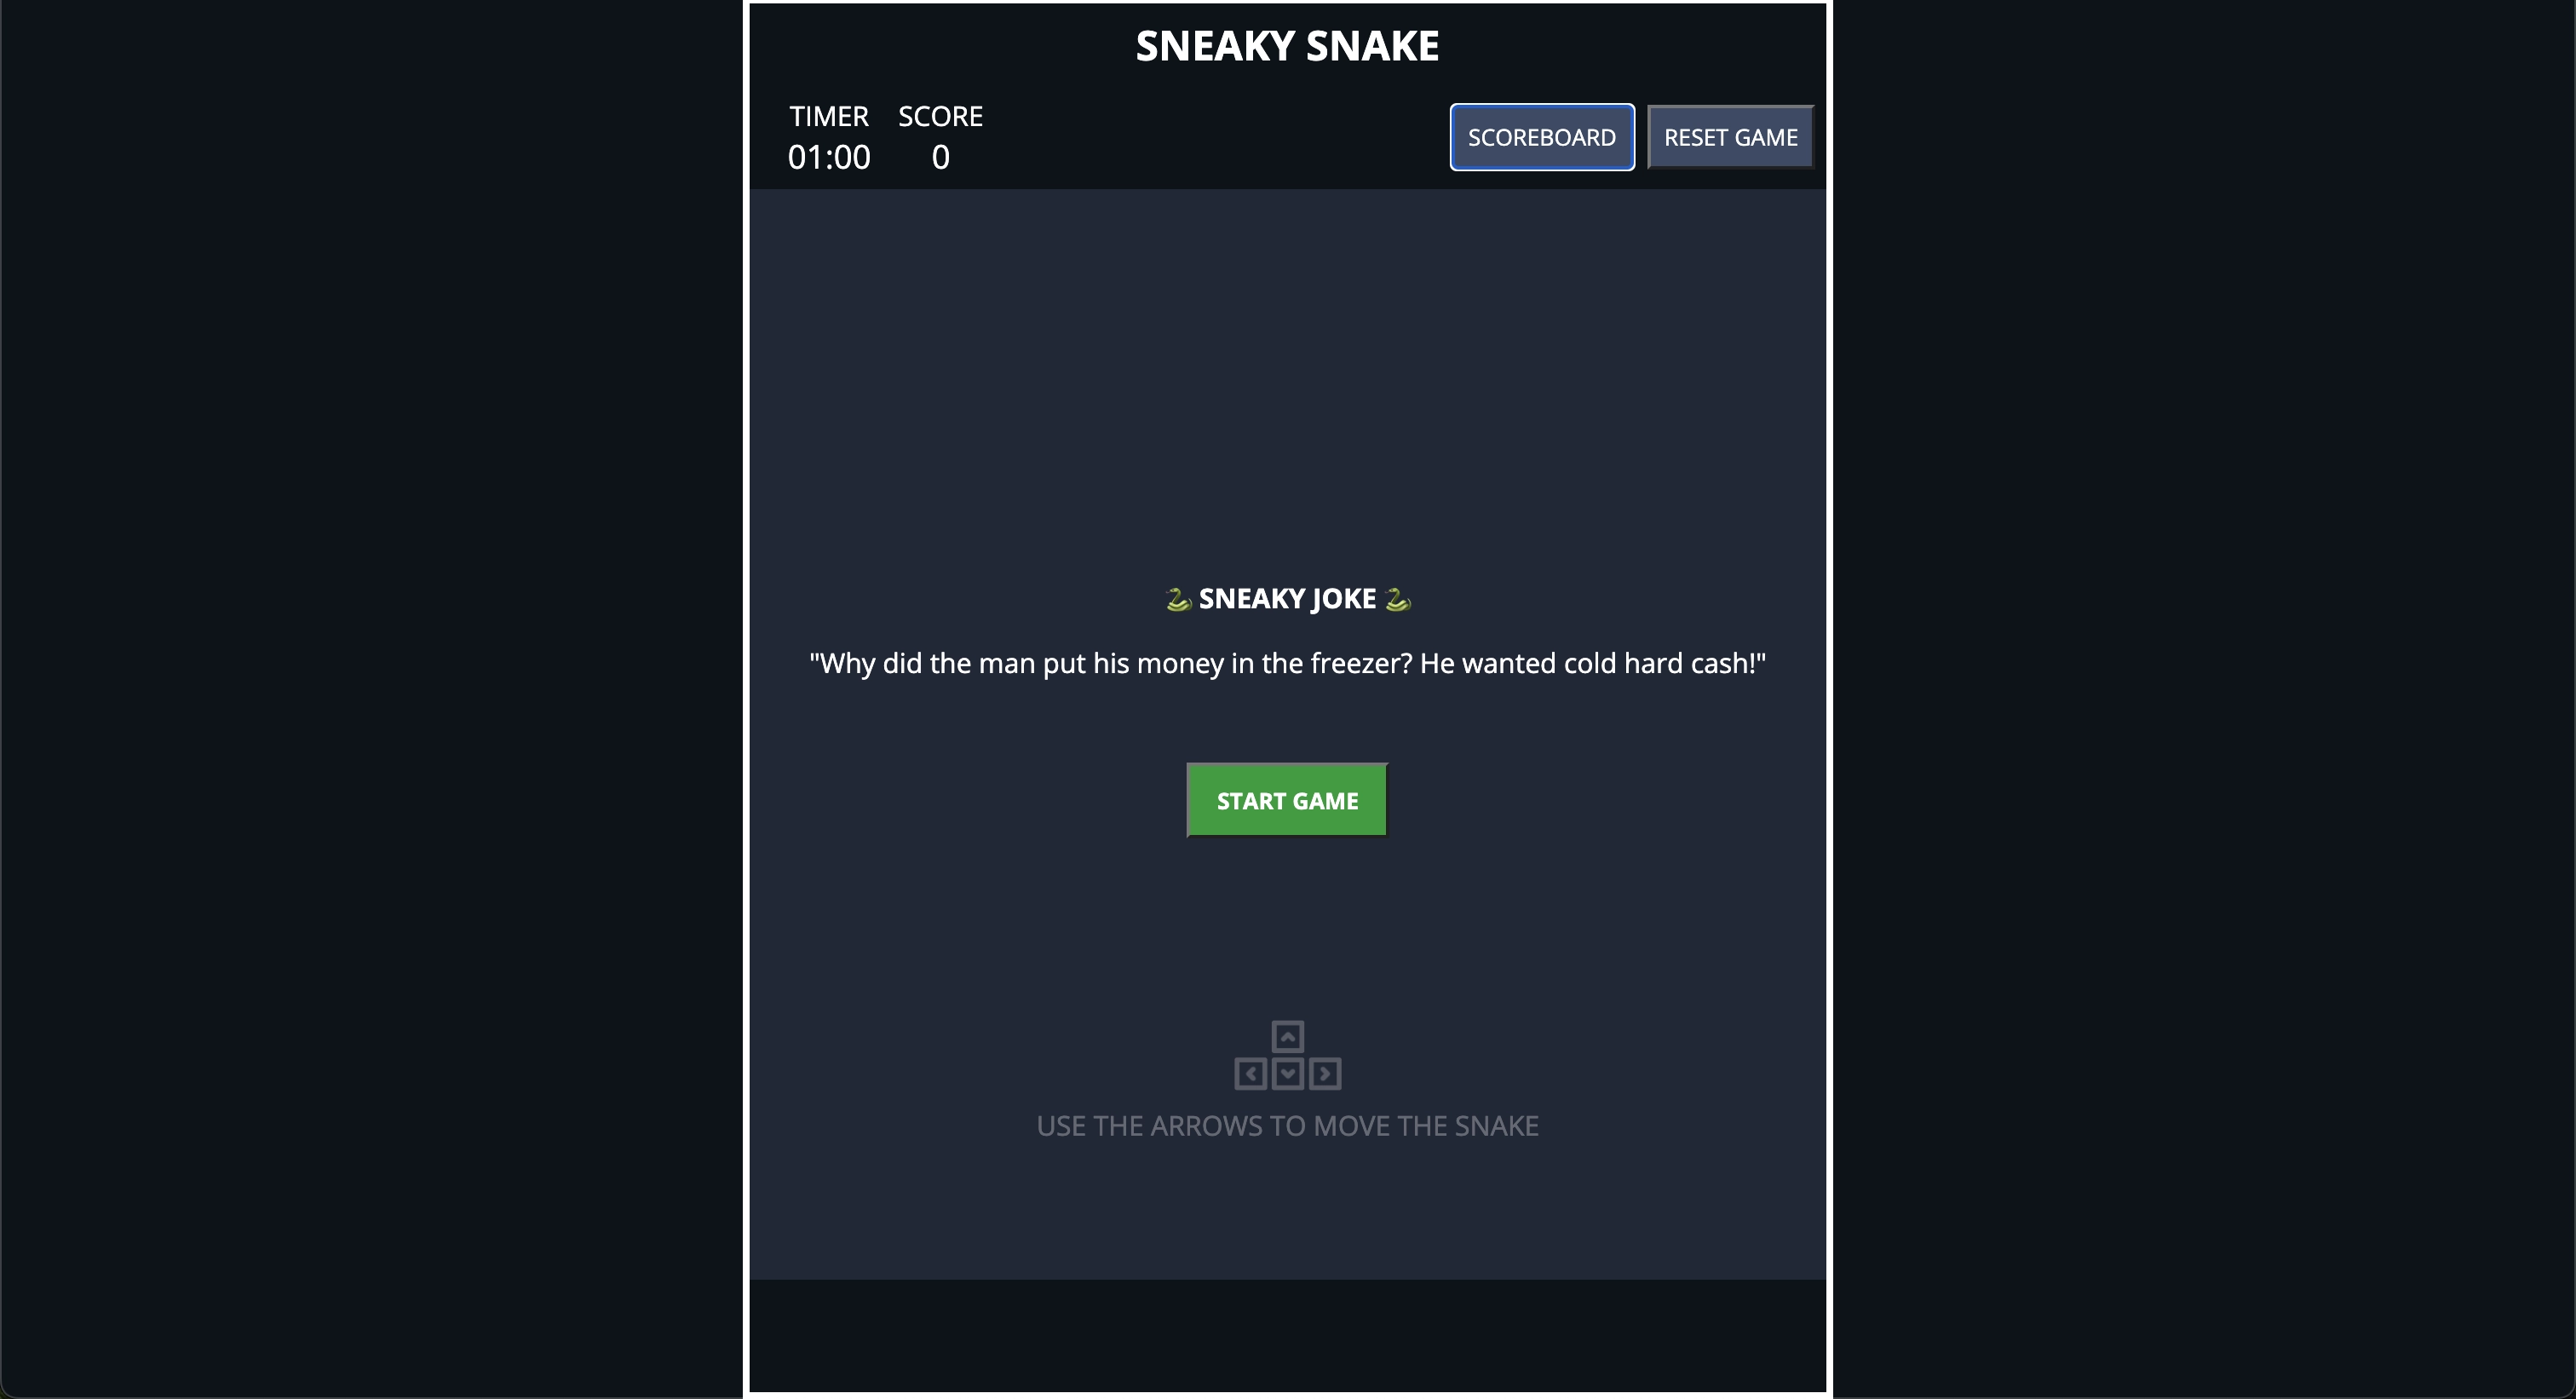 SNEAKY SNAKE
TIMER SCORE
01:00 0
SCOREBOARD RESET GAME
🐍 SNEAKY JOKE 🐍
"Why did the man put his money in the freezer? He wanted cold hard cash!"
START GAME
USE THE ARROWS TO MOVE THE SNAKE